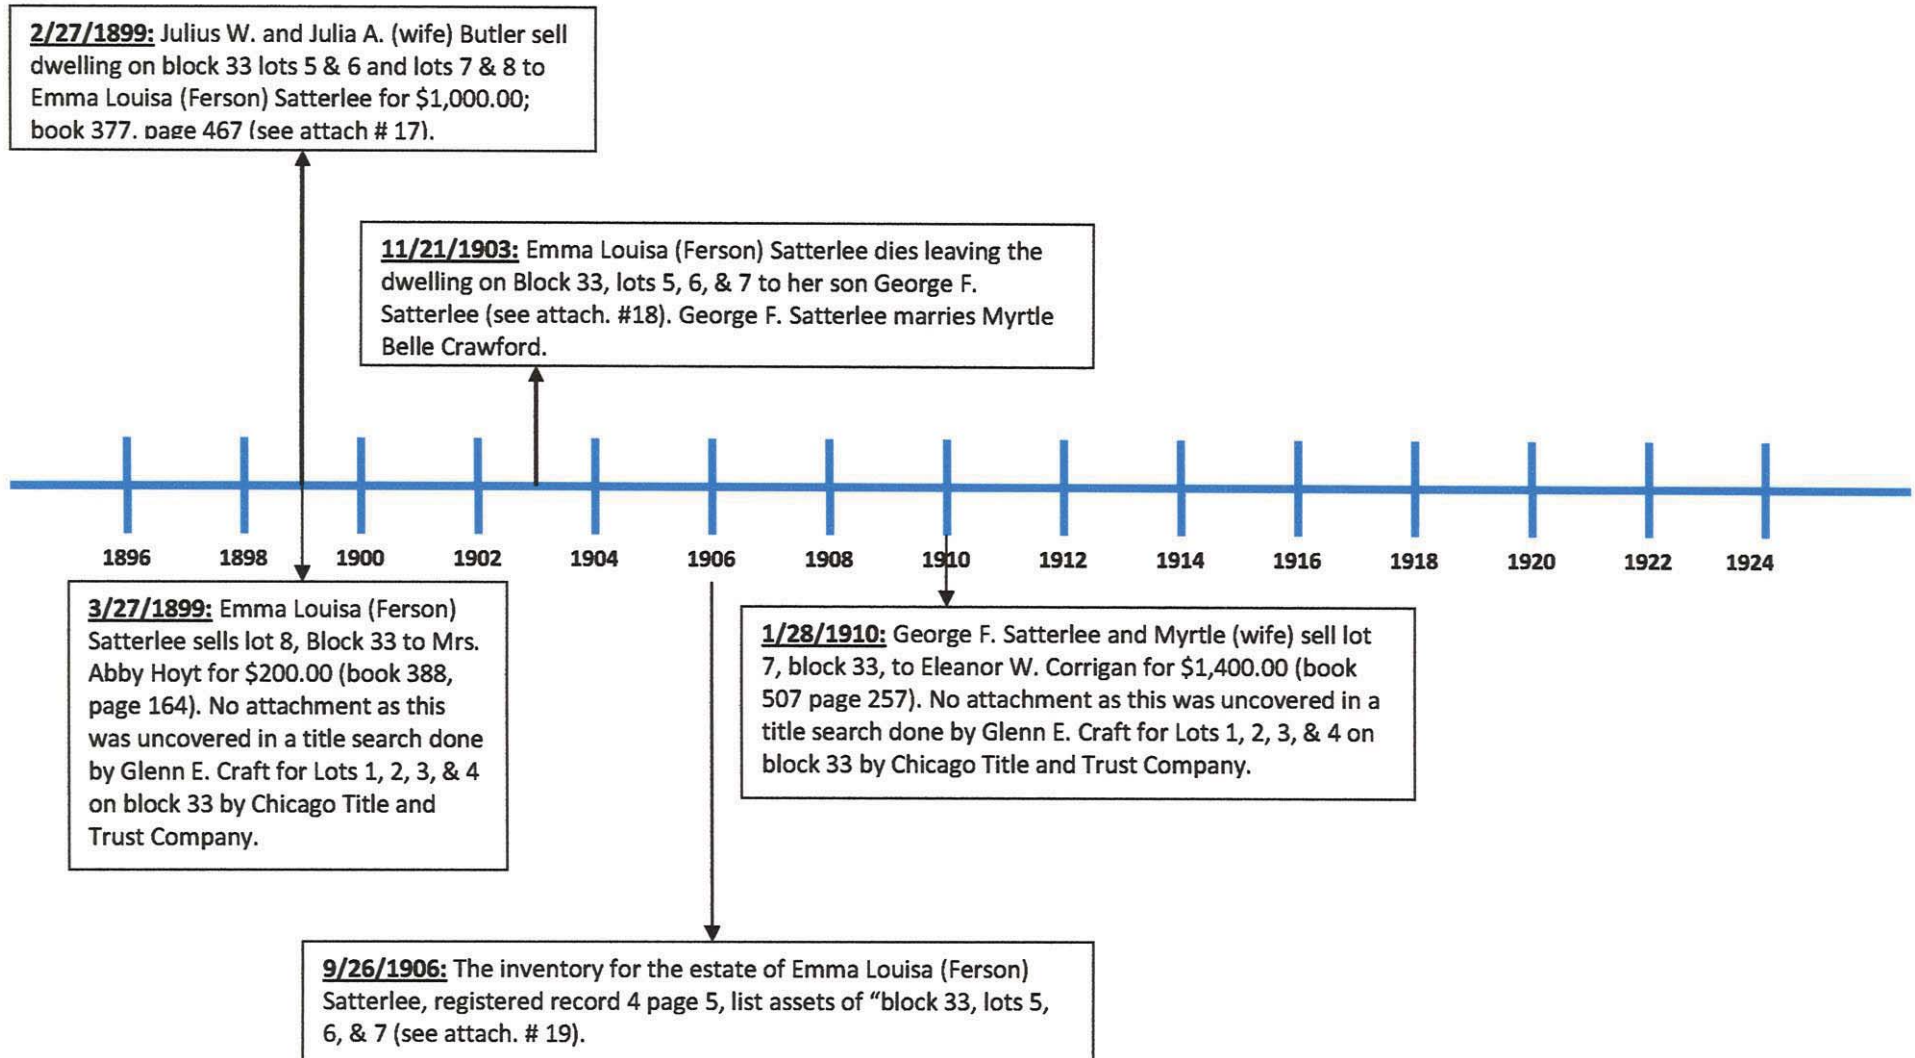 2/27/1899: Julius W. and Julia A. (wife) Butler sell
dwelling on block 33 lots 5 & 6 and lots 7 & 8 to
Emma Louisa (Ferson) Satterlee for $1,000.00;
book 377, page 467 (see attach # 17).
11/21/1903: Emma Louisa (Ferson) Satterlee dies leaving the
dwelling on Block 33, lots 5, 6, & 7 to her son George F.
Satterlee (see attach. #18). George F. Satterlee marries Myrtle
Belle Crawford.
1896 1898 1900 1902 1904 1906 1908 1910 1912 1914 1916 1918 1920 1922 1924
3/27/1899: Emma Louisa (Ferson)
Satterlee sells lot 8, Block 33 to Mrs.
Abby Hoyt for $200.00 (book 388,
page 164). No attachment as this
was uncovered in a title search done
by Glenn E. Craft for Lots 1, 2, 3, & 4
on block 33 by Chicago Title and
Trust Company.
1/28/1910: George F. Satterlee and Myrtle (wife) sell lot
7, block 33, to Eleanor W. Corrigan for $1,400.00 (book
507 page 257). No attachment as this was uncovered in a
title search done by Glenn E. Craft for Lots 1, 2, 3, & 4 on
block 33 by Chicago Title and Trust Company.
9/26/1906: The inventory for the estate of Emma Louisa (Ferson)
Satterlee, registered record 4 page 5, list assets of “block 33, lots 5,
6, & 7 (see attach. # 19).